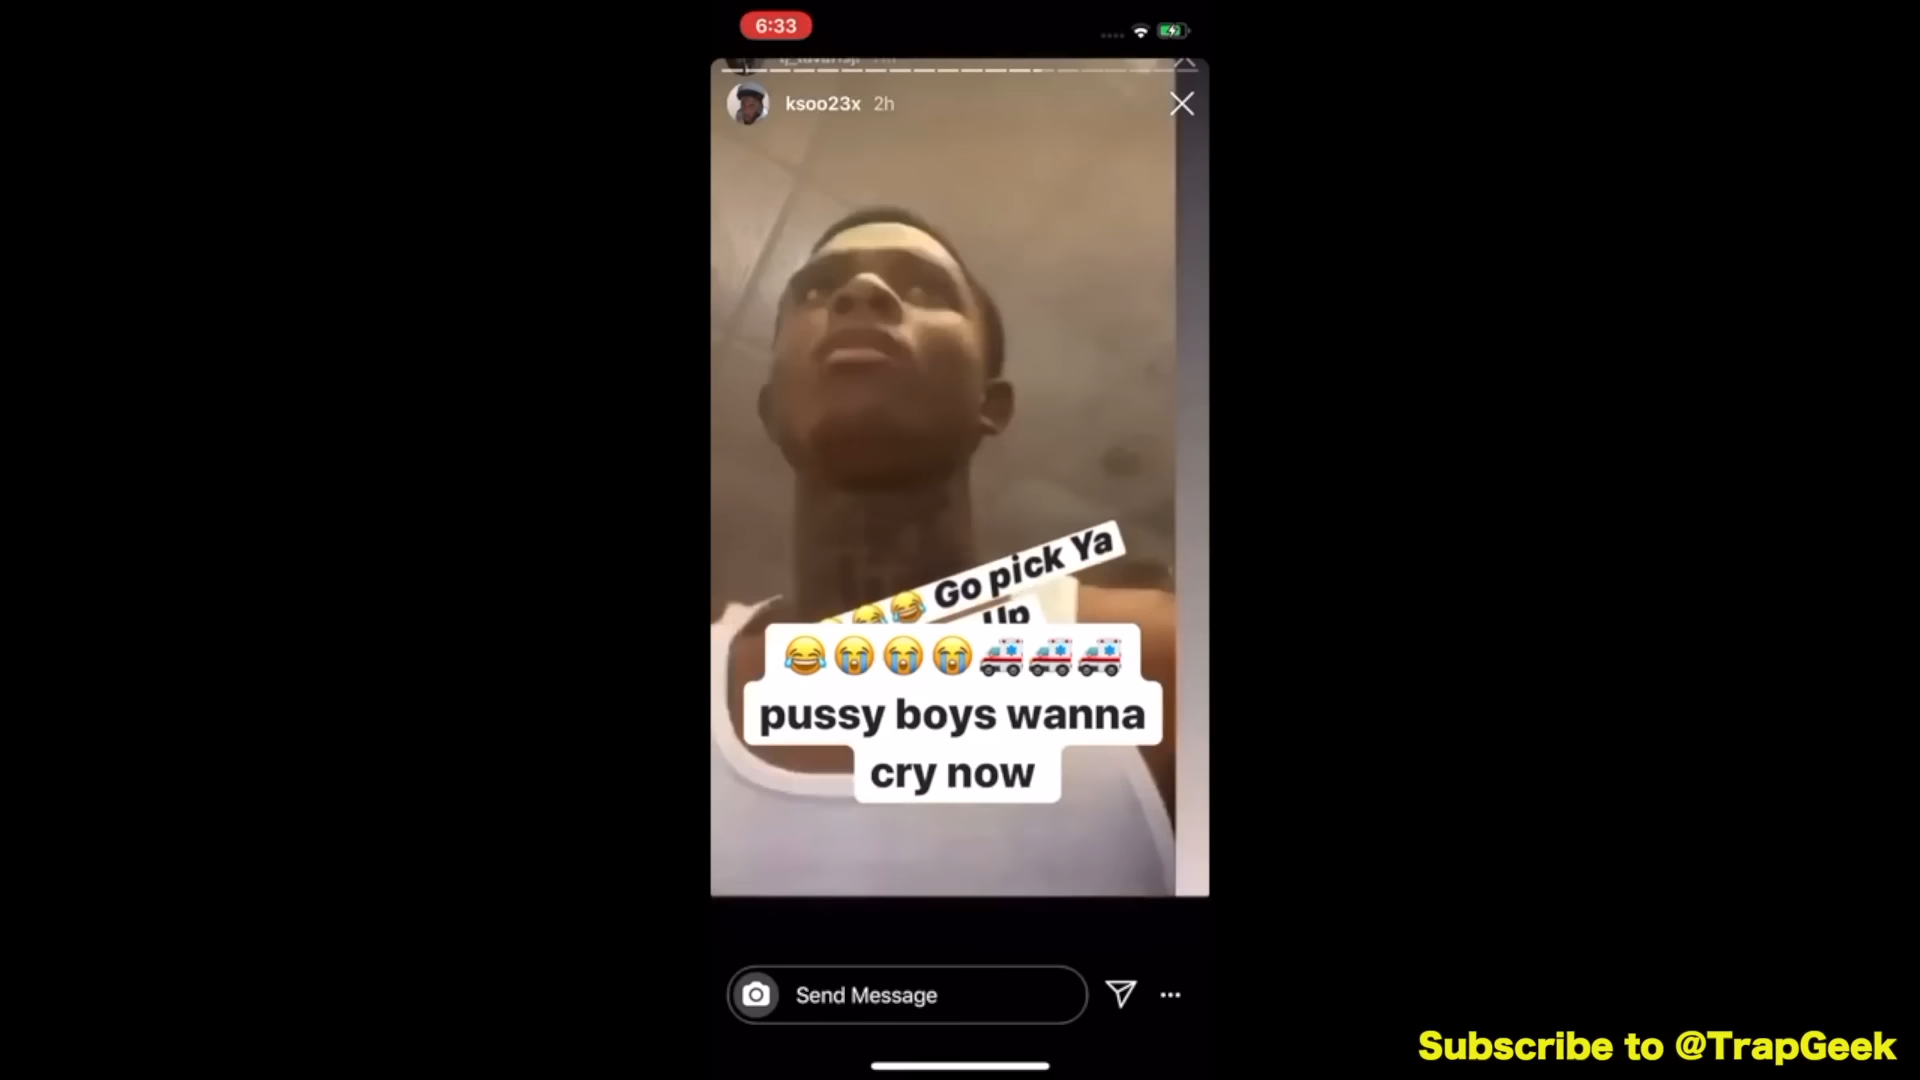 6:33
ksoo23x 2h
😂😂 Go pick Ya
Up
😂😭😭😭🚑🚑🚑
pussy boys wanna
cry now
Send Message
Subscribe to @TrapGeek